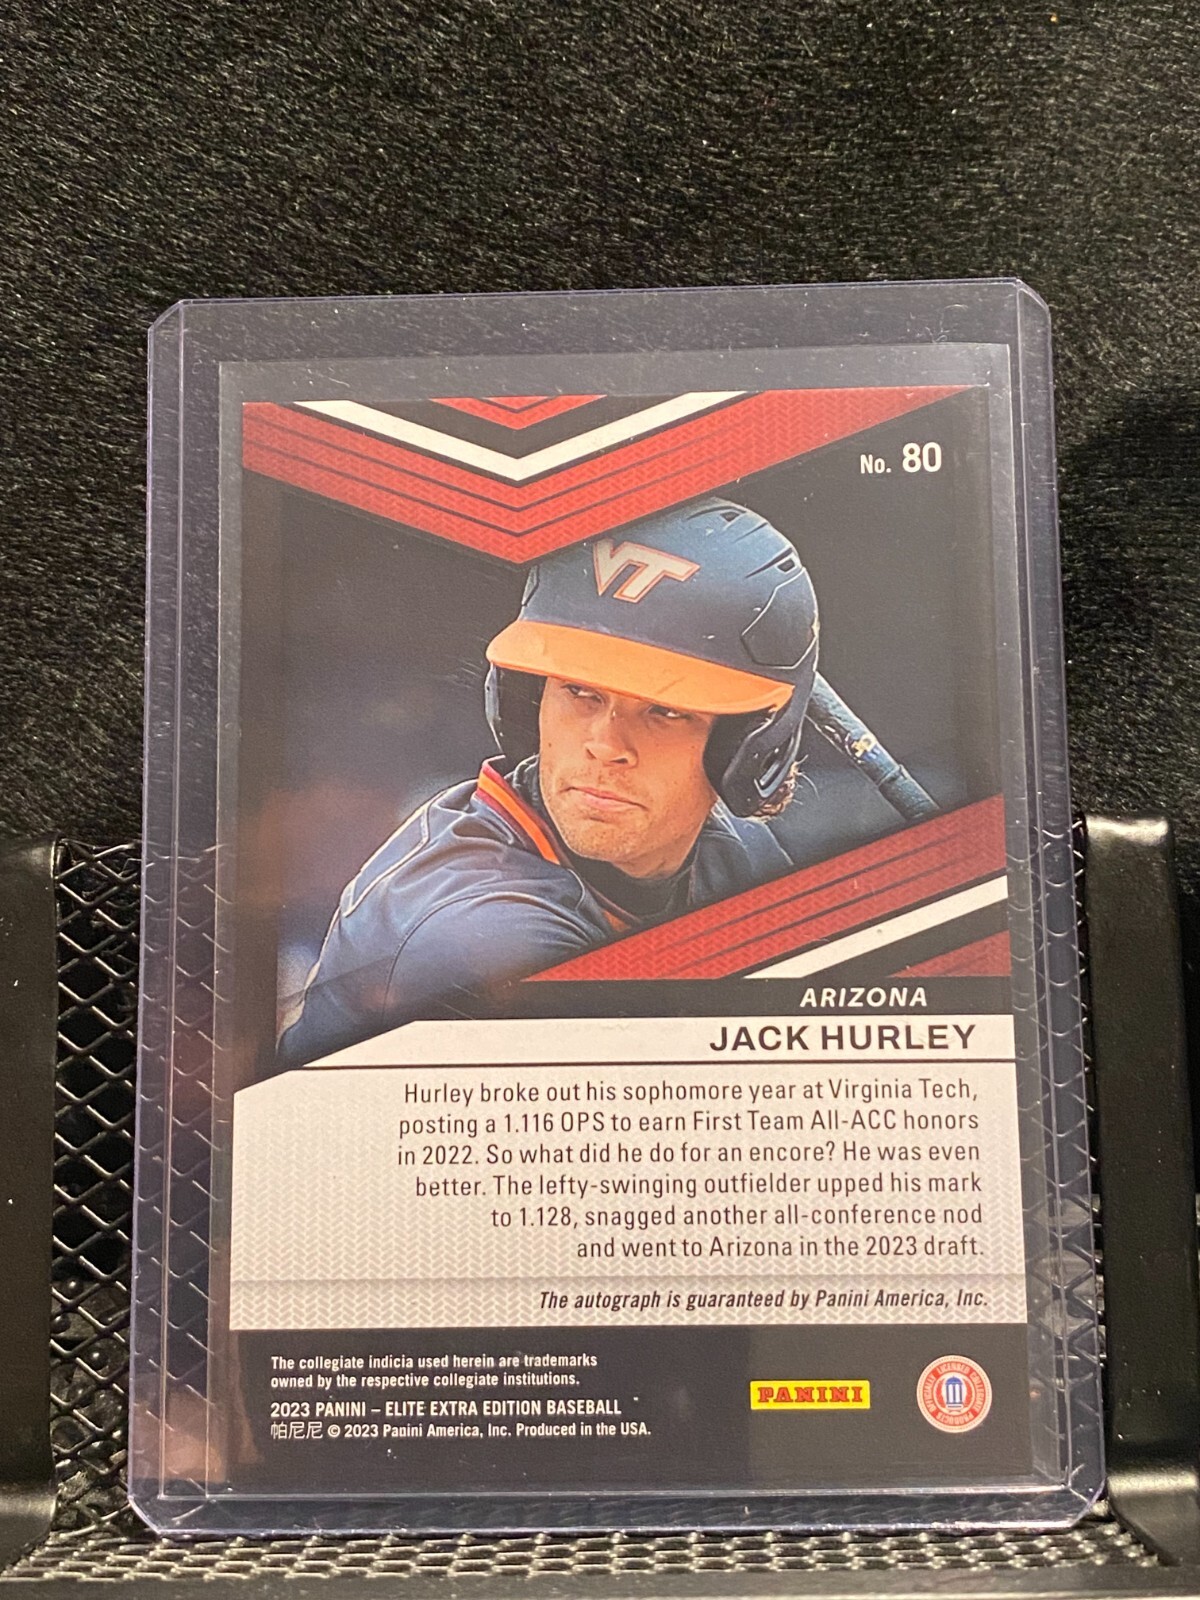 No. 80
VT
ARIZONA
JACK HURLEY
Hurley broke out his sophomore year at Virginia Tech,
posting a 1.116 OPS to earn First Team All-ACC honors
in 2022. So what did he do for an encore? He was even
better. The lefty-swinging outfielder upped his mark
to 1.128, snagged another all-conference nod
and went to Arizona in the 2023 draft.
The autograph is guaranteed by Panini America, Inc.
The collegiate indicia used herein are trademarks
owned by the respective collegiate institutions.
2023 PANINI – ELITE EXTRA EDITION BASEBALL
帕尼尼 © 2023 Panini America, Inc. Produced in the USA.
PANINI
OFFICIALLY LICENSED COLLEGIATE PRODUCTS